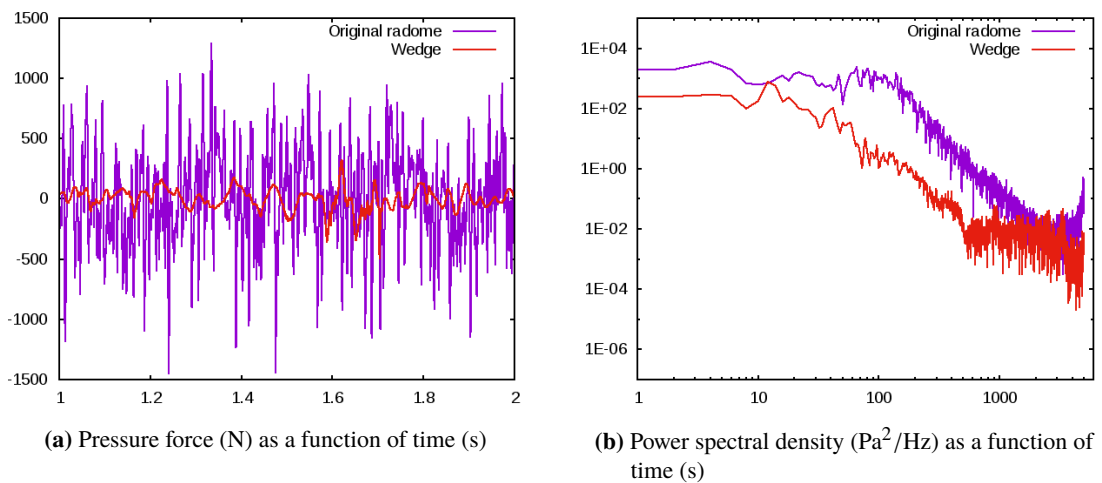 1500
1000
500
0
-500
-1000
-1500
1
1.2
1.4
1.6
1.8
2
Original radome
Wedge
(a) Pressure force (N) as a function of time (s)
1E+04
1E+02
1E+00
1E-02
1E-04
1E-06
1
10
100
1000
Original radome
Wedge
(b) Power spectral density (Pa²/Hz) as a function of
time (s)